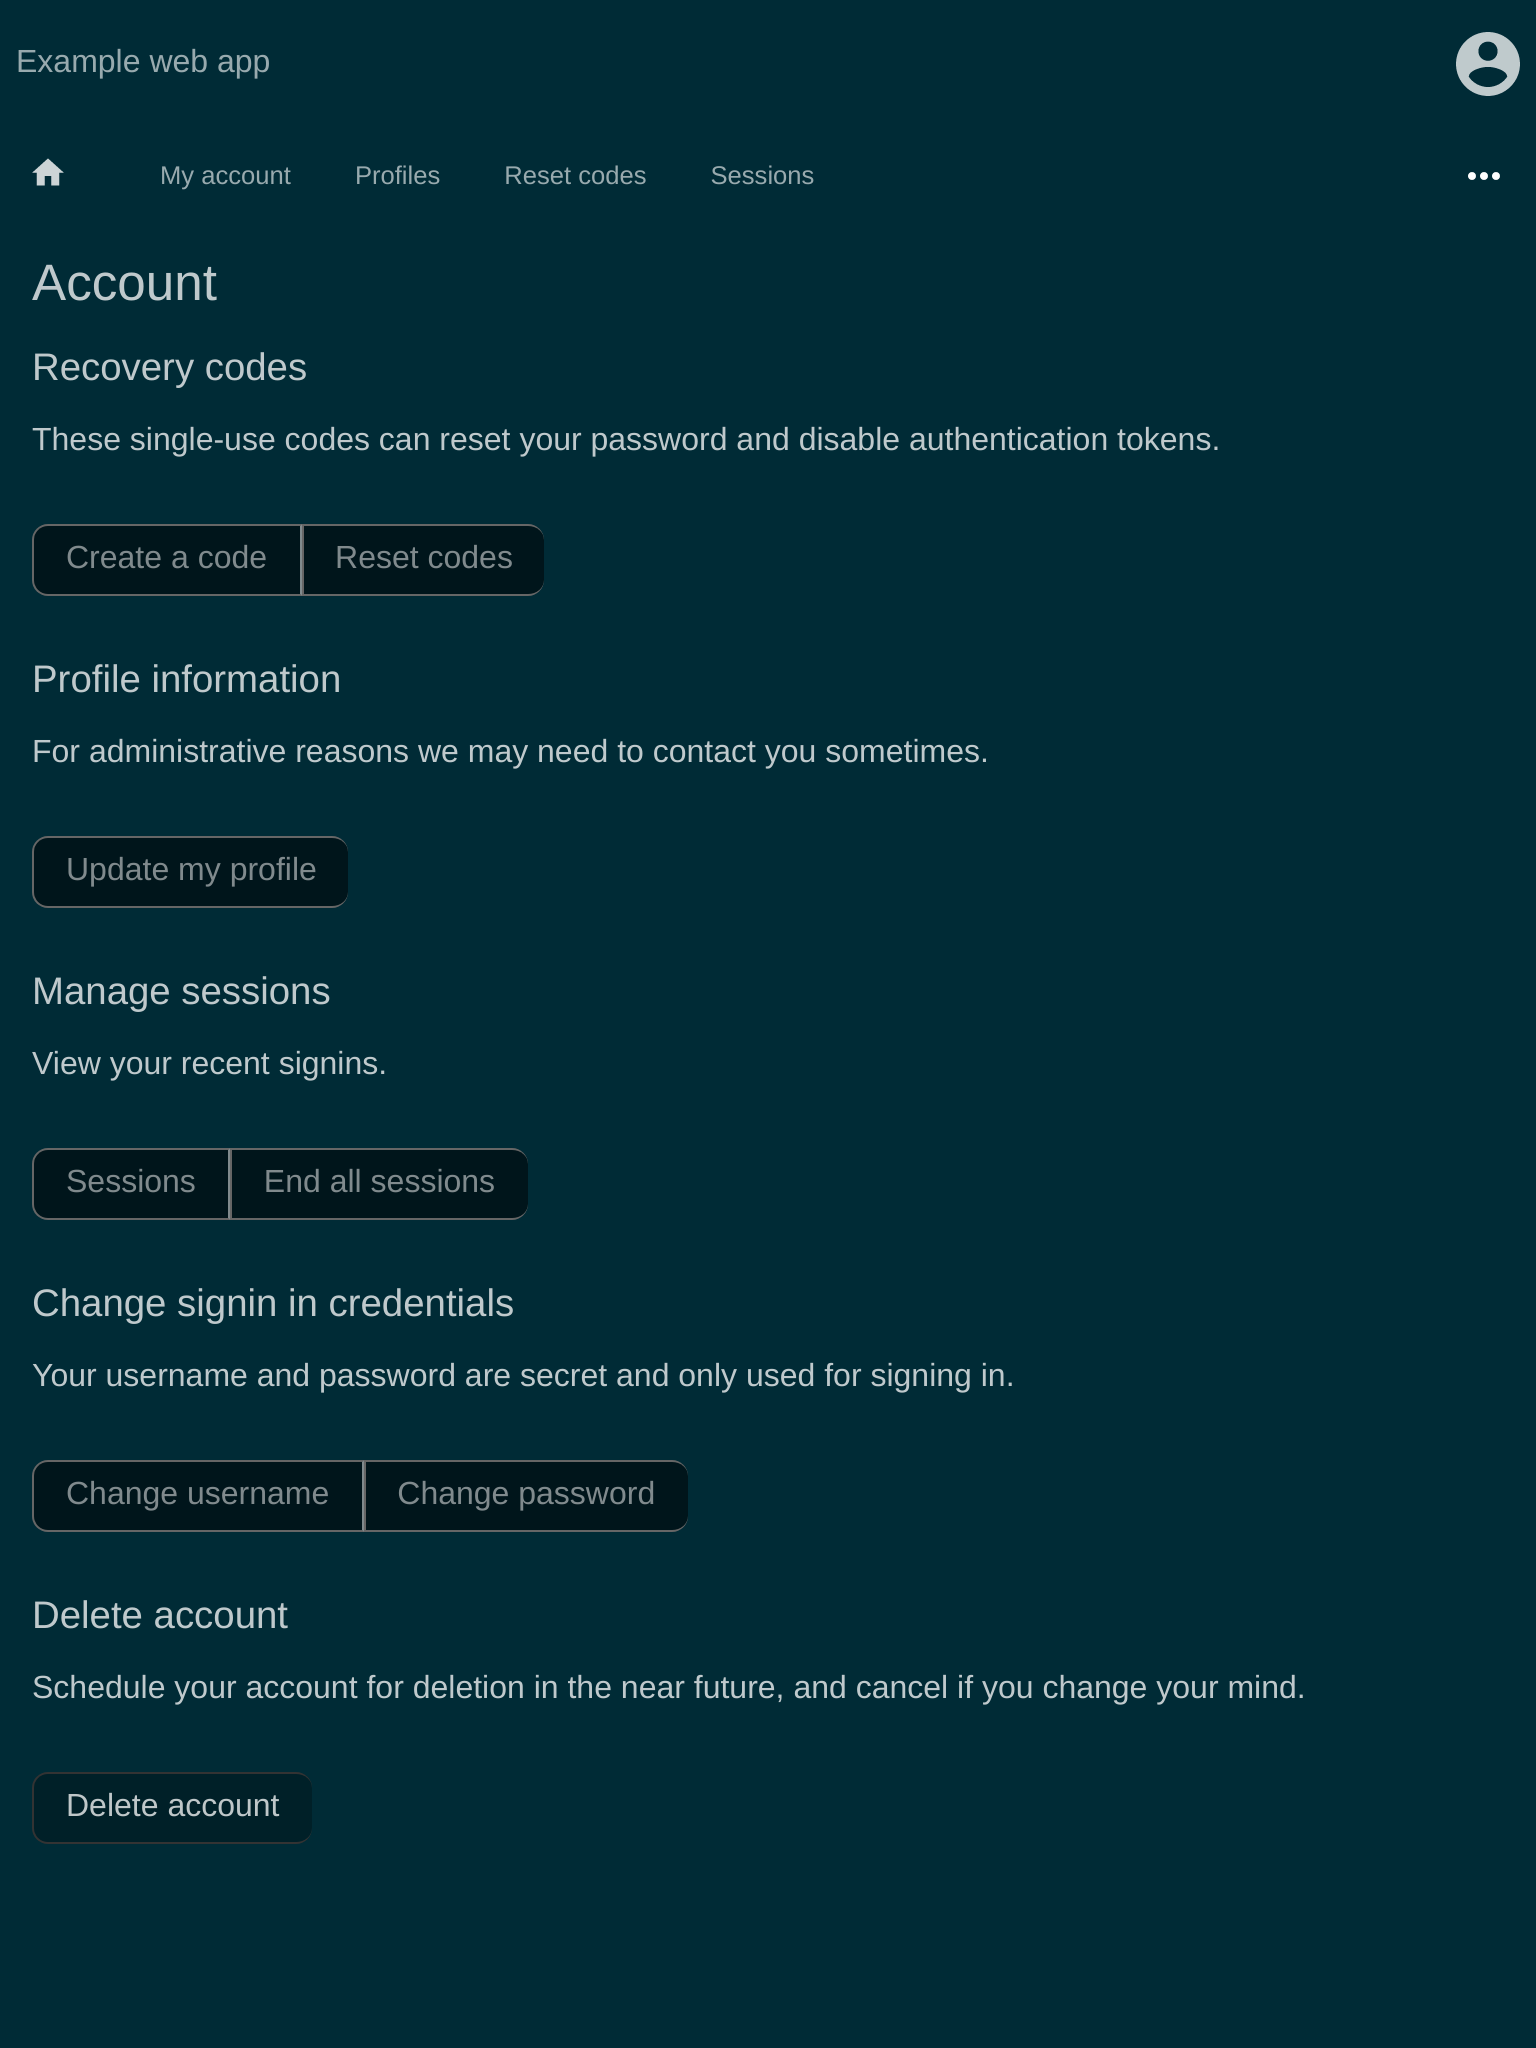 Example web app
My account Profiles Reset codes Sessions
Account
Recovery codes
These single-use codes can reset your password and disable authentication tokens.
Create a code Reset codes
Profile information
For administrative reasons we may need to contact you sometimes.
Update my profile
Manage sessions
View your recent signins.
Sessions End all sessions
Change signin in credentials
Your username and password are secret and only used for signing in.
Change username Change password
Delete account
Schedule your account for deletion in the near future, and cancel if you change your mind.
Delete account